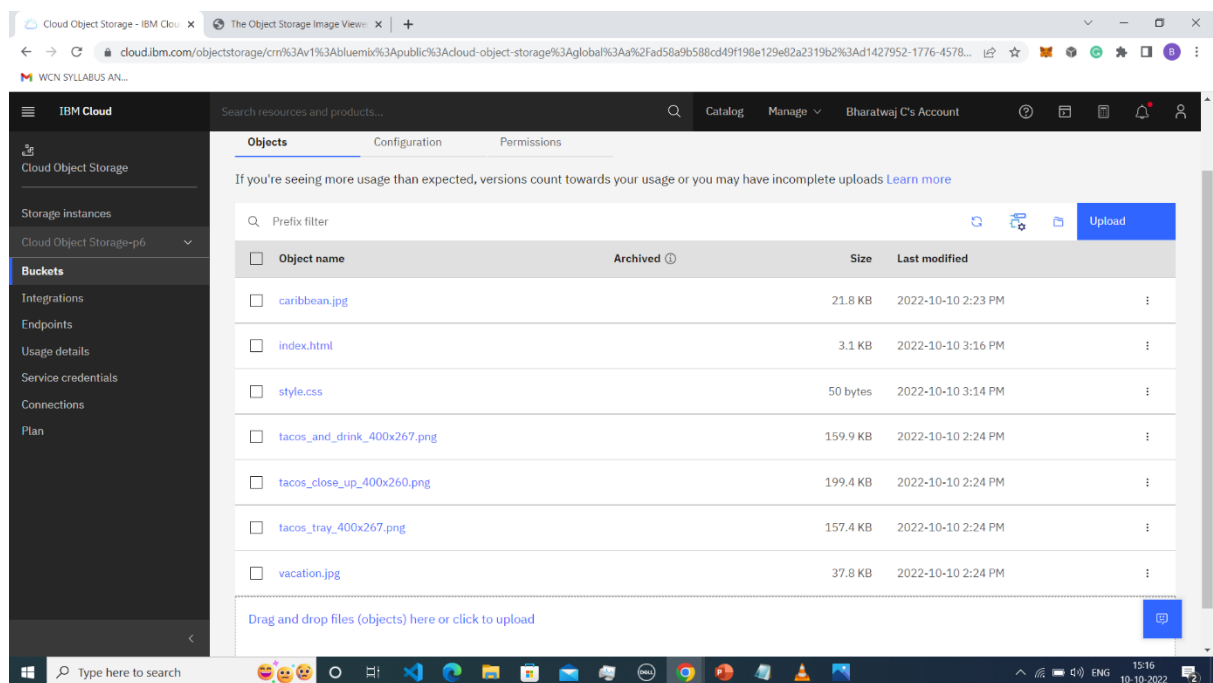 Cloud Object Storage - IBM Clou
The Object Storage Image Viewe
cloud.ibm.com/objectstorage/crn%3Av1%3Abluemix%3Apublic%3Acloud-object-storage%3Aglobal%3Aa%2Fad58a9b588cd49f198e129e82a2319b2%3Ad1427952-1776-4578...
B
WCN SYLLABUS AN...
IBM Cloud
Search resources and products...
Catalog
Manage
Bharatwaj C's Account
Cloud Object Storage
Storage instances
Cloud Object Storage-p6
Buckets
Integrations
Endpoints
Usage details
Service credentials
Connections
Plan
Objects
Configuration
Permissions
If you're seeing more usage than expected, versions count towards your usage or you may have incomplete uploads Learn more
Prefix filter
Upload
Object name Archived Size Last modified
caribbean.jpg 21.8 KB 2022-10-10 2:23 PM
index.html 3.1 KB 2022-10-10 3:16 PM
style.css 50 bytes 2022-10-10 3:14 PM
tacos_and_drink_400x267.png 159.9 KB 2022-10-10 2:24 PM
tacos_close_up_400x260.png 199.4 KB 2022-10-10 2:24 PM
tacos_tray_400x267.png 157.4 KB 2022-10-10 2:24 PM
vacation.jpg 37.8 KB 2022-10-10 2:24 PM
Drag and drop files (objects) here or click to upload
Type here to search
DELL
ENG
15:16
10-10-2022
2